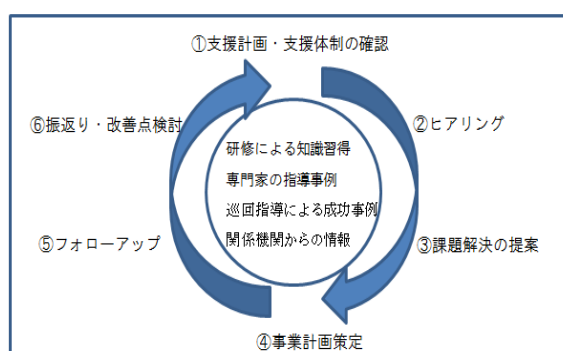 ①支援計画・支援体制の確認
②ヒアリング
③課題解決の提案
④事業計画策定
⑤フォローアップ
⑥振返り・改善点検討
研修による知識習得
専門家の指導事例
巡回指導による成功事例
関係機関からの情報